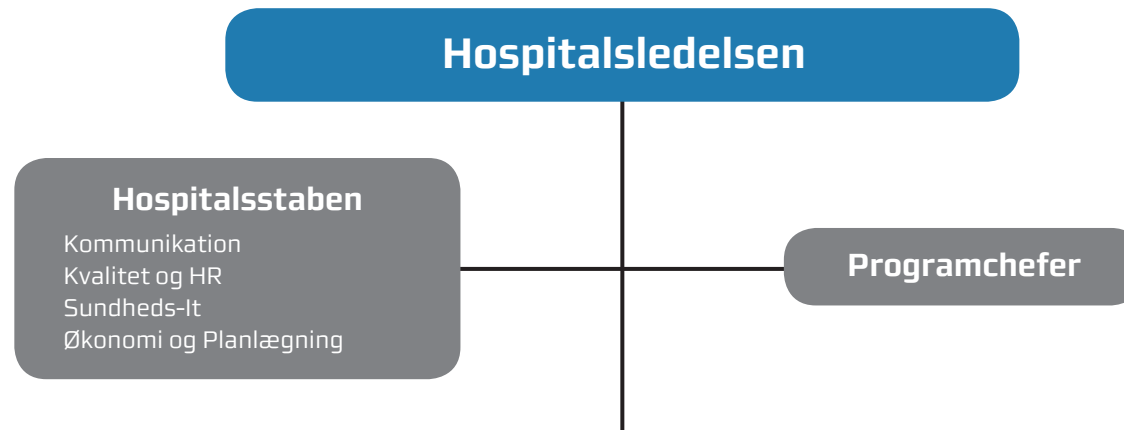 Hospitalsledelsen
Hospitalsstaben
Kommunikation
Kvalitet og HR
Sundheds-It
Økonomi og Planlægning
Programchefer